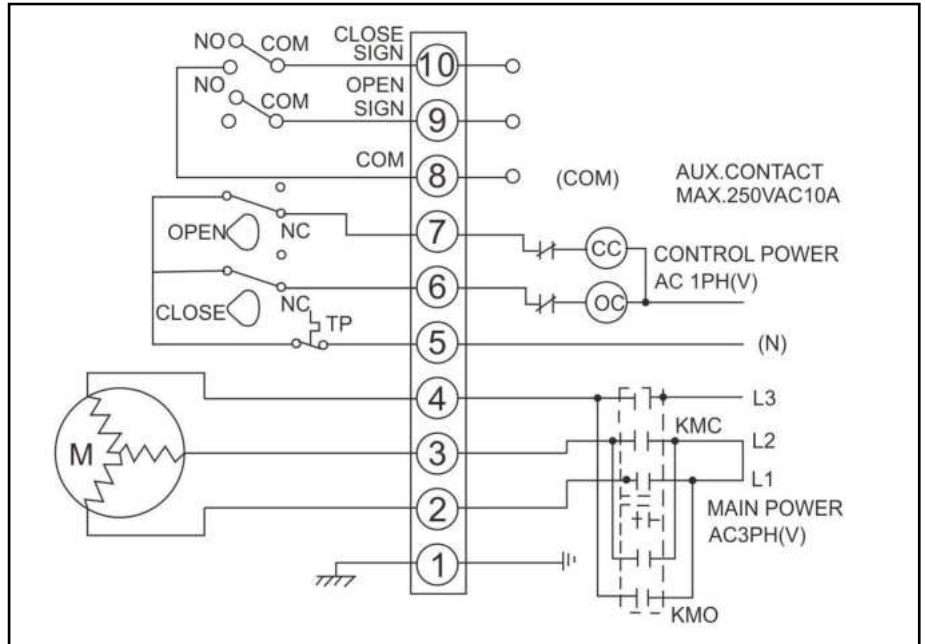 NO
COM
CLOSE
SIGN
10
NO
COM
OPEN
SIGN
9
COM
8
(COM)
AUX.CONTACT
MAX.250VAC10A
OPEN
NC
7
CC
CONTROL POWER
AC 1PH(V)
CLOSE
NC
6
OC
TP
5
(N)
4
L3
KMC
M
3
L2
L1
2
MAIN POWER
AC3PH(V)
1
KMO